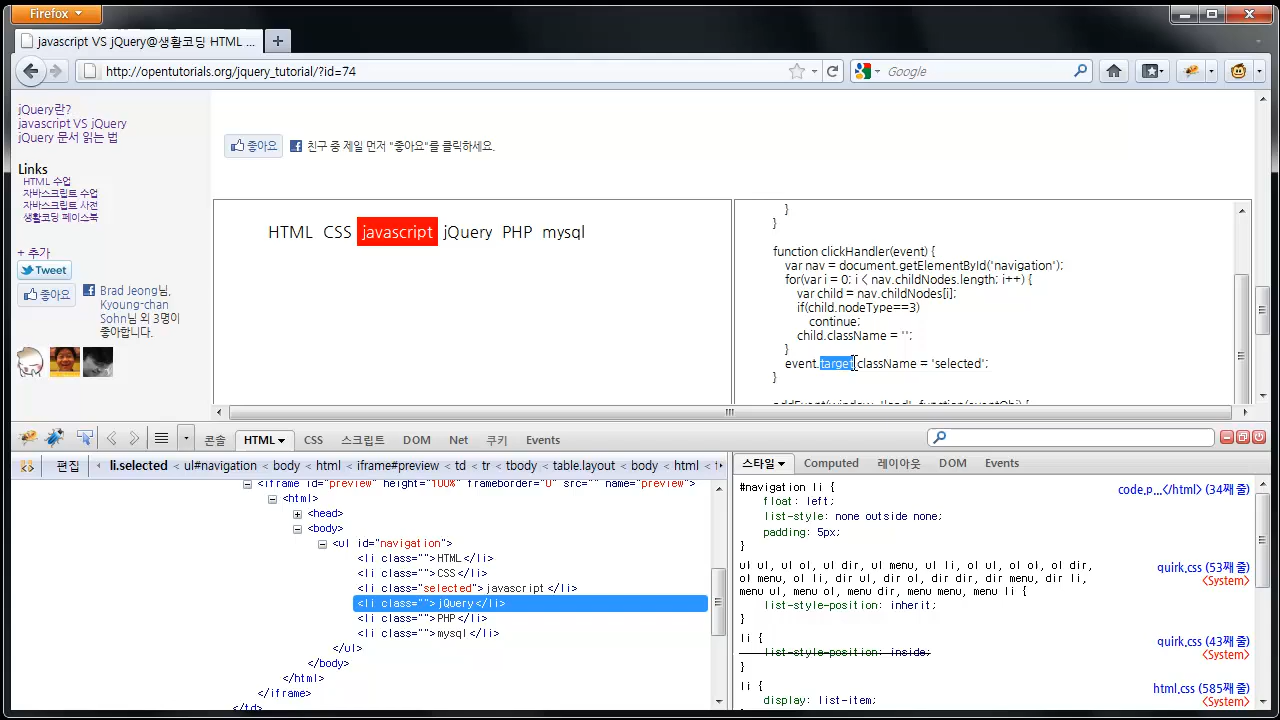 Firefox
javascript VS jQuery@생활코딩 HTML ...
http://opentutorials.org/jquery_tutorial/?id=74
Google
jQuery란?
javascript VS jQuery
jQuery 문서 읽는 법
Links
HTML 수업
자바스크립트 수업
자바스크립트 사전
생활코딩 페이스북
+ 추가
Tweet
좋아요
Brad Jeong님,
Kyoung-chan
Sohn님 외 3명이
좋아합니다.
좋아요 친구 중 제일 먼저 "좋아요"를 클릭하세요.
HTML CSS javascript jQuery PHP mysql
}
}
function clickHandler(event) {
var nav = document.getElementById('navigation');
for(var i = 0; i < nav.childNodes.length; i++) {
var child = nav.childNodes[i];
if(child.nodeType==3)
continue;
child.className = '';
}
event.target.className = 'selected';
}
addEvent(window, 'load', function(eventObj) {
콘솔 HTML CSS 스크립트 DOM Net 쿠키 Events
편집 li.selected < ul#navigation < body < html < iframe#preview < td < tr < tbody < table.layout < body < html
<iframe id="preview" height="100%" frameborder="0" src="" name="preview">
<html>
<head>
<body>
<ul id="navigation">
<li class="">HTML</li>
<li class="">CSS</li>
<li class="selected">javascript</li>
<li class="">jQuery</li>
<li class="">PHP</li>
<li class="">mysql</li>
</ul>
</body>
</html>
</iframe>
</td>
스타일 Computed 레이아웃 DOM Events
#navigation li { code.p...</html> (34째 줄)
float: left;
list-style: none outside none;
padding: 5px;
}
ul ul, ul ol, ul dir, ul menu, ul li, ol ul, ol ol, ol dir, quirk.css (53째 줄)
ol menu, ol li, dir ul, dir ol, dir dir, dir menu, dir li, <System>
menu ul, menu ol, menu dir, menu menu, menu li {
list-style-position: inherit;
}
li { quirk.css (43째 줄)
list-style-position: inside; <System>
}
li { html.css (585째 줄)
display: list-item; <System>